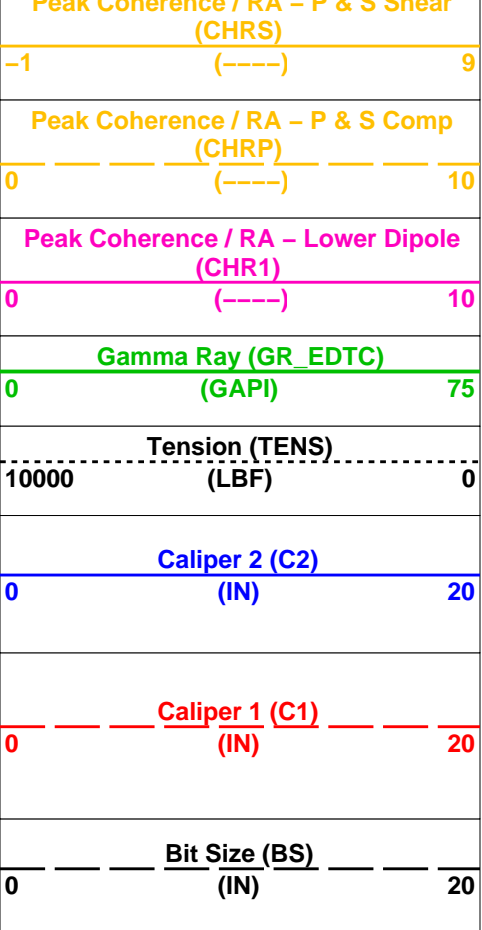 Peak Coherence / RA – P & S Shear
(CHRS)
–1 (––––) 9
Peak Coherence / RA – P & S Comp
(CHRP)
0 (––––) 10
Peak Coherence / RA – Lower Dipole
(CHR1)
0 (––––) 10
Gamma Ray (GR_EDTC)
0 (GAPI) 75
Tension (TENS)
10000 (LBF) 0
Caliper 2 (C2)
0 (IN) 20
Caliper 1 (C1)
0 (IN) 20
Bit Size (BS)
0 (IN) 20